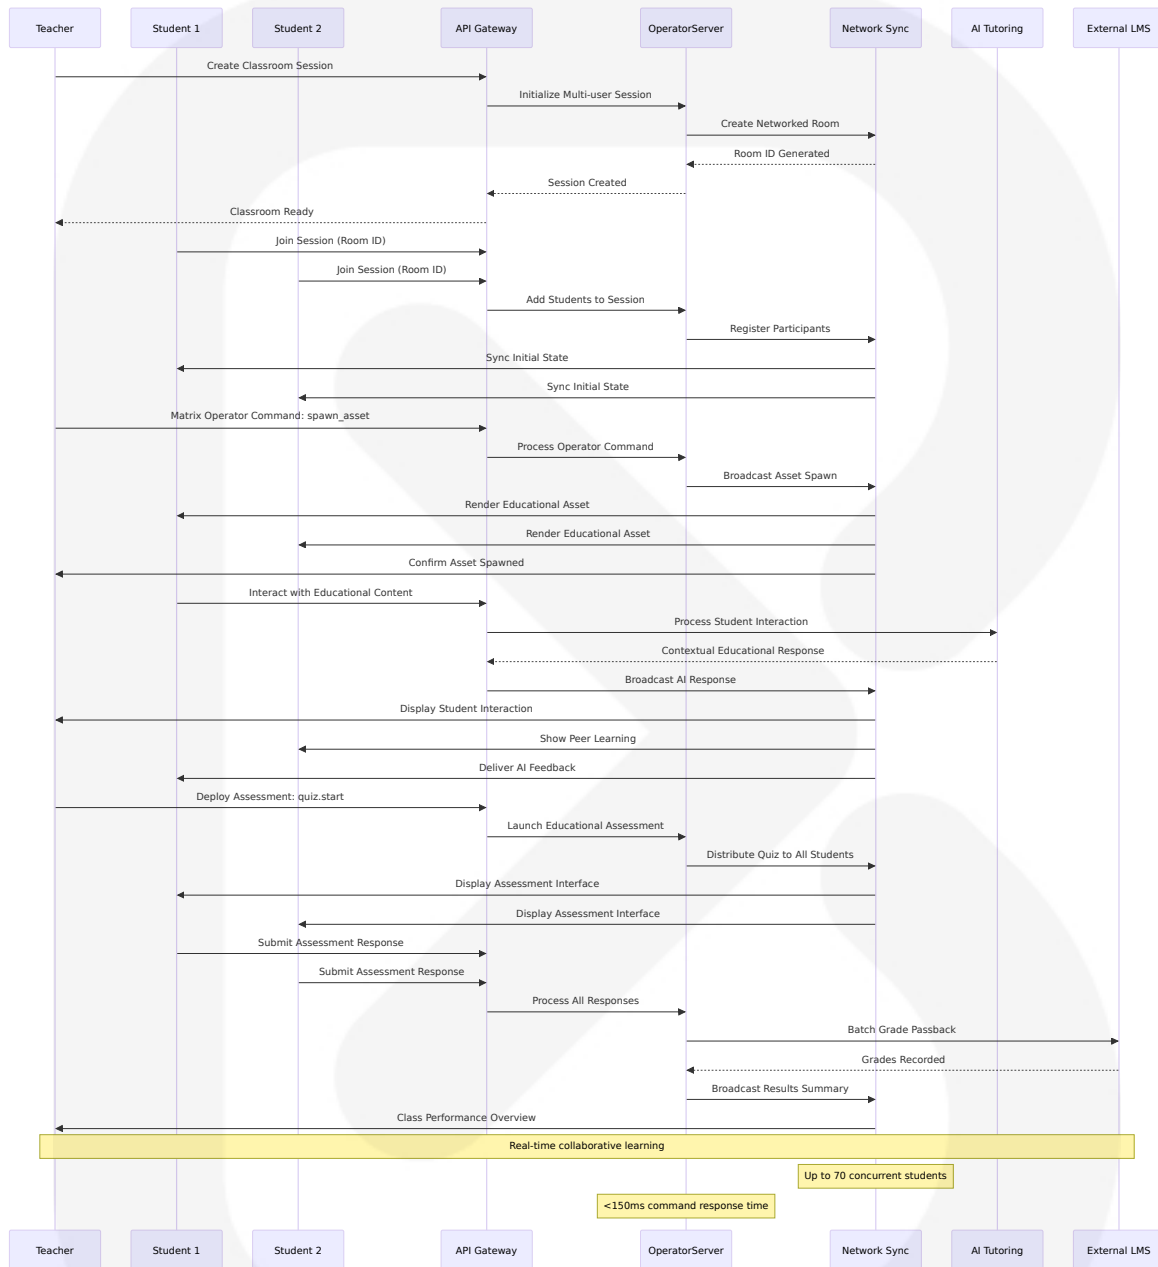 Teacher
Student 1
Student 2
API Gateway
OperatorServer
Network Sync
AI Tutoring
External LMS
Create Classroom Session
Initialize Multi-user Session
Create Networked Room
Room ID Generated
Session Created
Classroom Ready
Join Session (Room ID)
Join Session (Room ID)
Add Students to Session
Register Participants
Sync Initial State
Sync Initial State
Matrix Operator Command: spawn_asset
Process Operator Command
Broadcast Asset Spawn
Render Educational Asset
Render Educational Asset
Confirm Asset Spawned
Interact with Educational Content
Process Student Interaction
Contextual Educational Response
Broadcast AI Response
Display Student Interaction
Show Peer Learning
Deliver AI Feedback
Deploy Assessment: quiz.start
Launch Educational Assessment
Distribute Quiz to All Students
Display Assessment Interface
Display Assessment Interface
Submit Assessment Response
Submit Assessment Response
Process All Responses
Batch Grade Passback
Grades Recorded
Broadcast Results Summary
Class Performance Overview
Real-time collaborative learning
Up to 70 concurrent students
<150ms command response time
Teacher
Student 1
Student 2
API Gateway
OperatorServer
Network Sync
AI Tutoring
External LMS